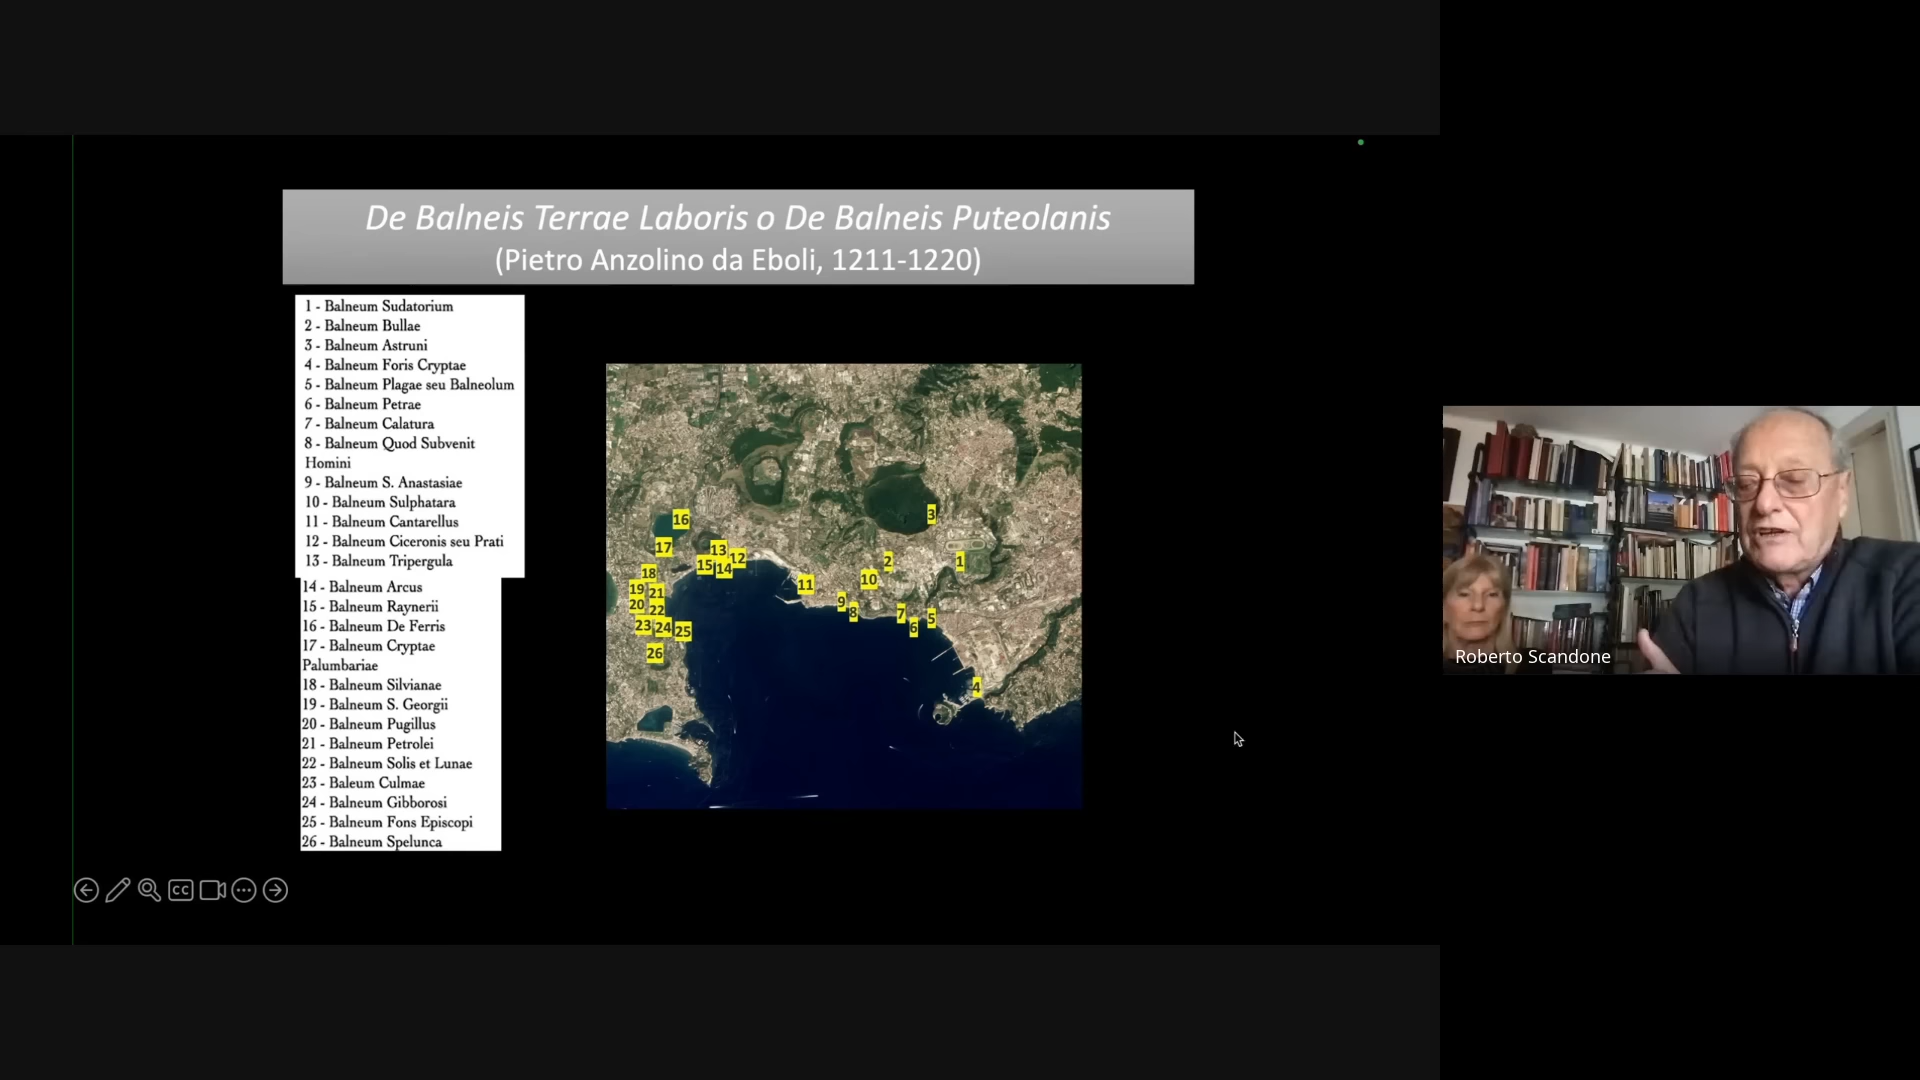 De Balneis Terrae Laboris o De Balneis Puteolanis
(Pietro Anzolino da Eboli, 1211-1220)
1 - Balneum Sudatorium
2 - Balneum Bullae
3 - Balneum Astruni
4 - Balneum Foris Cryptae
5 - Balneum Plagae seu Balneolum
6 - Balneum Petrae
7 - Balneum Calatura
8 - Balneum Quod Subvenit
Homini
9 - Balneum S. Anastasiae
10 - Balneum Sulphatara
11 - Balneum Cantarellus
12 - Balneum Ciceronis seu Prati
13 - Balneum Tripergula
14 - Balneum Arcus
15 - Balneum Raynerii
16 - Balneum De Ferris
17 - Balneum Cryptae
Palumbariae
18 - Balneum Silvianae
19 - Balneum S. Georgii
20 - Balneum Pugillus
21 - Balneum Petrolei
22 - Balneum Solis et Lunae
23 - Baleum Culmae
24 - Balneum Gibborosi
25 - Balneum Fons Episcopi
26 - Balneum Spelunca
3
16
17
13
12
15
14
2
1
18
10
11
19
21
20
22
9
8
7
5
23
24
25
6
26
4
CC
Roberto Scandone